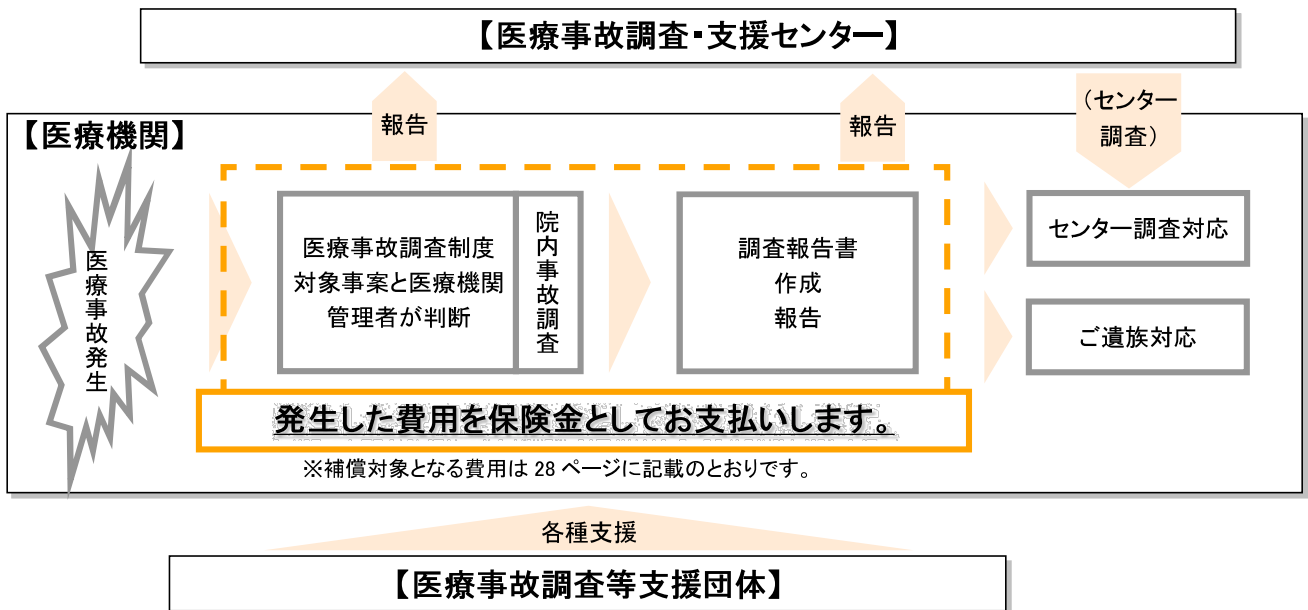 【医療事故調査・支援センター】
報告
報告
（センター
調査）
【医療機関】
医療事故発生
医療事故調査制度
対象事案と医療機関
管理者が判断
院内事故調査
調査報告書
作成
報告
センター調査対応
ご遺族対応
発生した費用を保険金としてお支払いします。
※補償対象となる費用は 28 ページに記載のとおりです。
各種支援
【医療事故調査等支援団体】